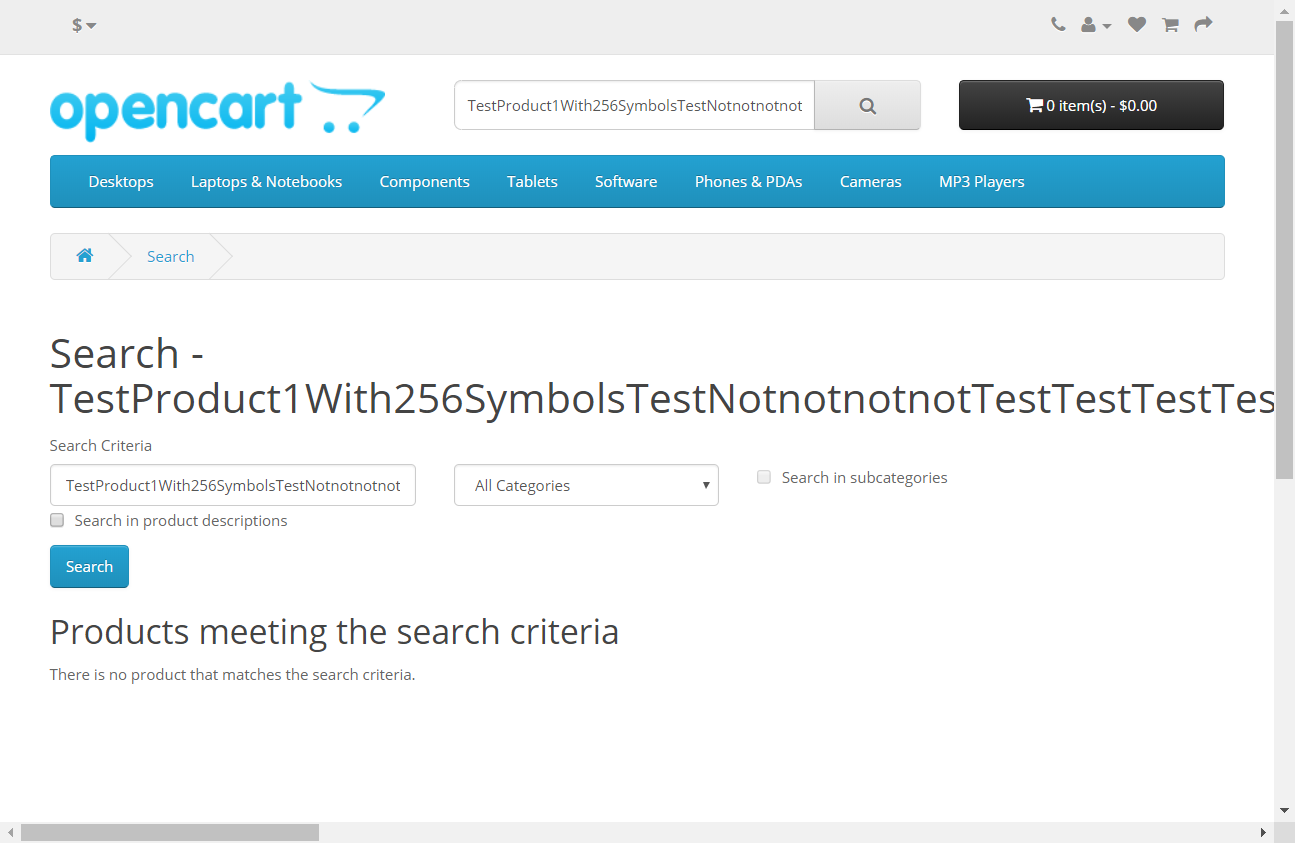 $
opencart
TestProduct1With256SymbolsTestNotnotnotnot
0 item(s) - $0.00
Desktops Laptops & Notebooks Components Tablets Software Phones & PDAs Cameras MP3 Players
Search
Search -
TestProduct1With256SymbolsTestNotnotnotnotTestTestTestTes
Search Criteria
TestProduct1With256SymbolsTestNotnotnotnot
All Categories
Search in subcategories
Search in product descriptions
Search
Products meeting the search criteria
There is no product that matches the search criteria.